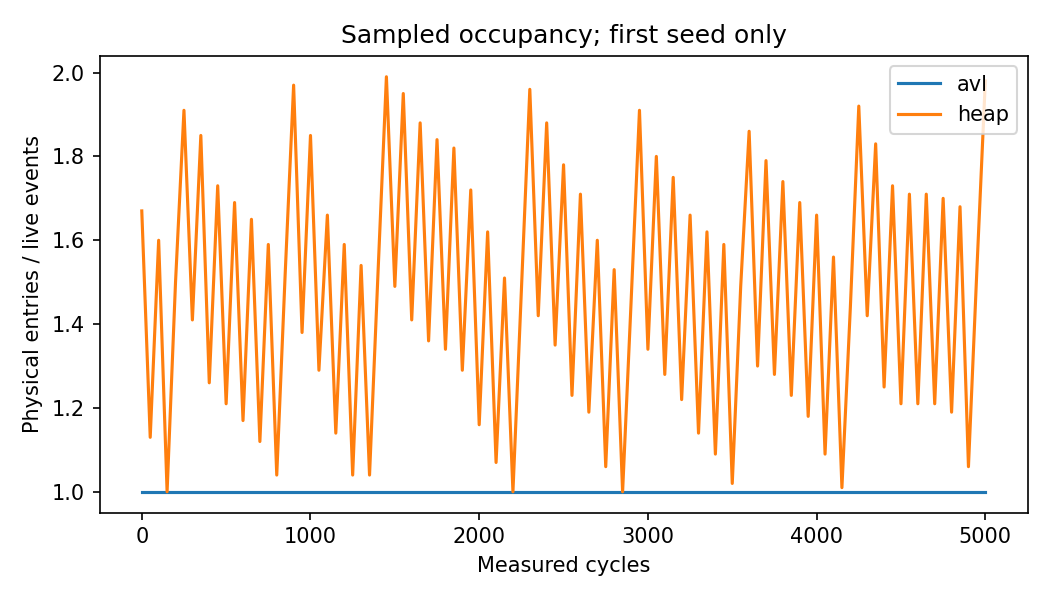 Sampled occupancy; first seed only
avl
heap
Physical entries / live events
2.0
1.8
1.6
1.4
1.2
1.0
0
1000
2000
3000
4000
5000
Measured cycles